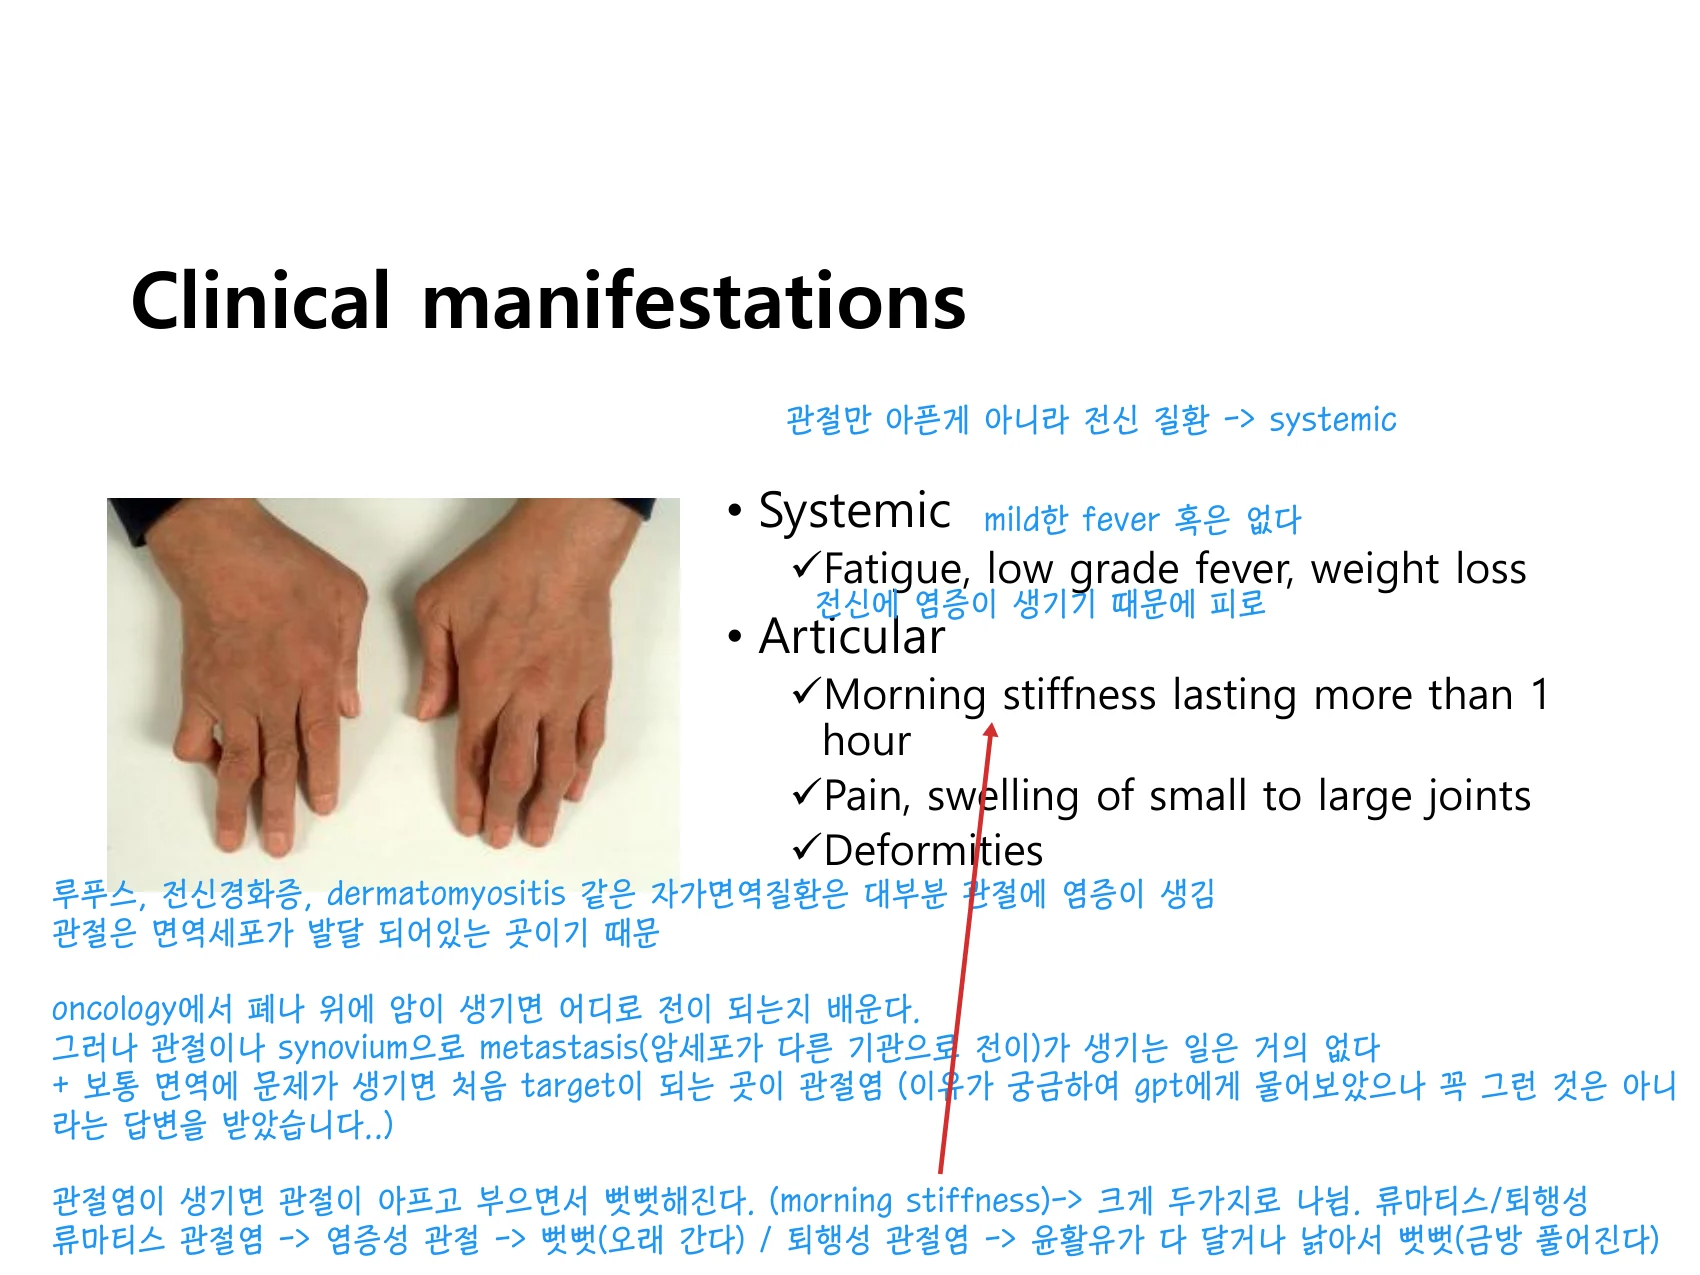 Clinical manifestations
관절만 아픈게 아니라 전신 질환 -> systemic
• Systemic
mild한 fever 혹은 없다
✓Fatigue, low grade fever, weight loss
전신에 염증이 생기기 때문에 피로
• Articular
✓Morning stiffness lasting more than 1
hour
✓Pain, swelling of small to large joints
✓Deformities
루푸스, 전신경화증, dermatomyositis 같은 자가면역질환은 대부분 관절에 염증이 생김
관절은 면역세포가 발달 되어있는 곳이기 때문
oncology에서 폐나 위에 암이 생기면 어디로 전이 되는지 배운다.
그러나 관절이나 synovium으로 metastasis(암세포가 다른 기관으로 전이)가 생기는 일은 거의 없다
+ 보통 면역에 문제가 생기면 처음 target이 되는 곳이 관절염 (이유가 궁금하여 gpt에게 물어보았으나 꼭 그런 것은 아니
라는 답변을 받았습니다..)
관절염이 생기면 관절이 아프고 부으면서 뻣뻣해진다. (morning stiffness)-> 크게 두가지로 나뉨. 류마티스/퇴행성
류마티스 관절염 -> 염증성 관절 -> 뻣뻣(오래 간다) / 퇴행성 관절염 -> 윤활유가 다 달거나 낡아서 뻣뻣(금방 풀어진다)